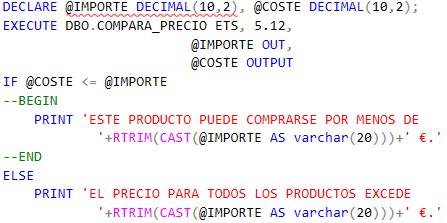 DECLARE @IMPORTE DECIMAL(10,2), @COSTE DECIMAL(10,2);
EXECUTE DBO.COMPARA_PRECIO ETS, 5.12,
@IMPORTE OUT,
@COSTE OUTPUT
IF @COSTE <= @IMPORTE
--BEGIN
PRINT 'ESTE PRODUCTO PUEDE COMPRARSE POR MENOS DE
'+RTRIM(CAST(@IMPORTE AS varchar(20)))+' €.'
--END
ELSE
PRINT 'EL PRECIO PARA TODOS LOS PRODUCTOS EXCEDE
'+RTRIM(CAST(@IMPORTE AS varchar(20)))+' €.'